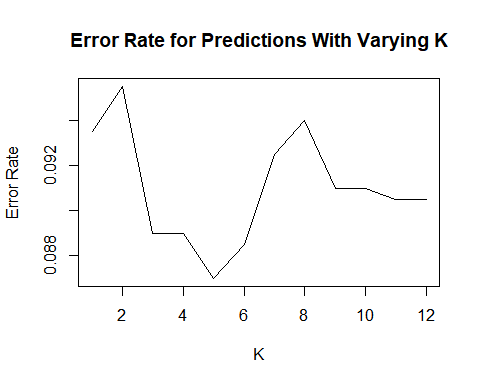 Error Rate for Predictions With Varying K
Error Rate
0.092
0.088
2 4 6 8 10 12
K